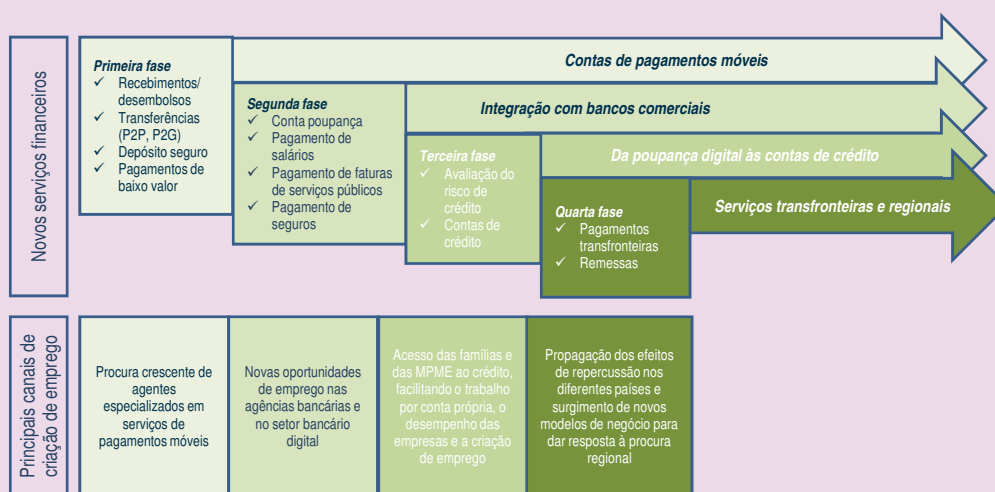 Novos serviços financeiros
Primeira fase
✓ Recebimentos/
desembolsos
✓ Transferências
(P2P, P2G)
✓ Depósito seguro
✓ Pagamentos de
baixo valor
Contas de pagamentos móveis
Segunda fase
✓ Conta poupança
✓ Pagamento de
salários
✓ Pagamento de faturas
de serviços públicos
✓ Pagamento de
seguros
Integração com bancos comerciais
Terceira fase
✓ Avaliação do
risco de
crédito
✓ Contas de
crédito
Da poupança digital às contas de crédito
Quarta fase
✓ Pagamentos
transfronteiras
✓ Remessas
Serviços transfronteiras e regionais
Principais canais de
criação de emprego
Procura crescente de
agentes
especializados em
serviços de
pagamentos móveis
Novas oportunidades
de emprego nas
agências bancárias e
no setor bancário
digital
Acesso das famílias e
das MPME ao crédito,
facilitando o trabalho
por conta própria, o
desempenho das
empresas e a criação
de emprego
Propagação dos efeitos
de repercussão nos
diferentes países e
surgimento de novos
modelos de negócio para
dar resposta à procura
regional